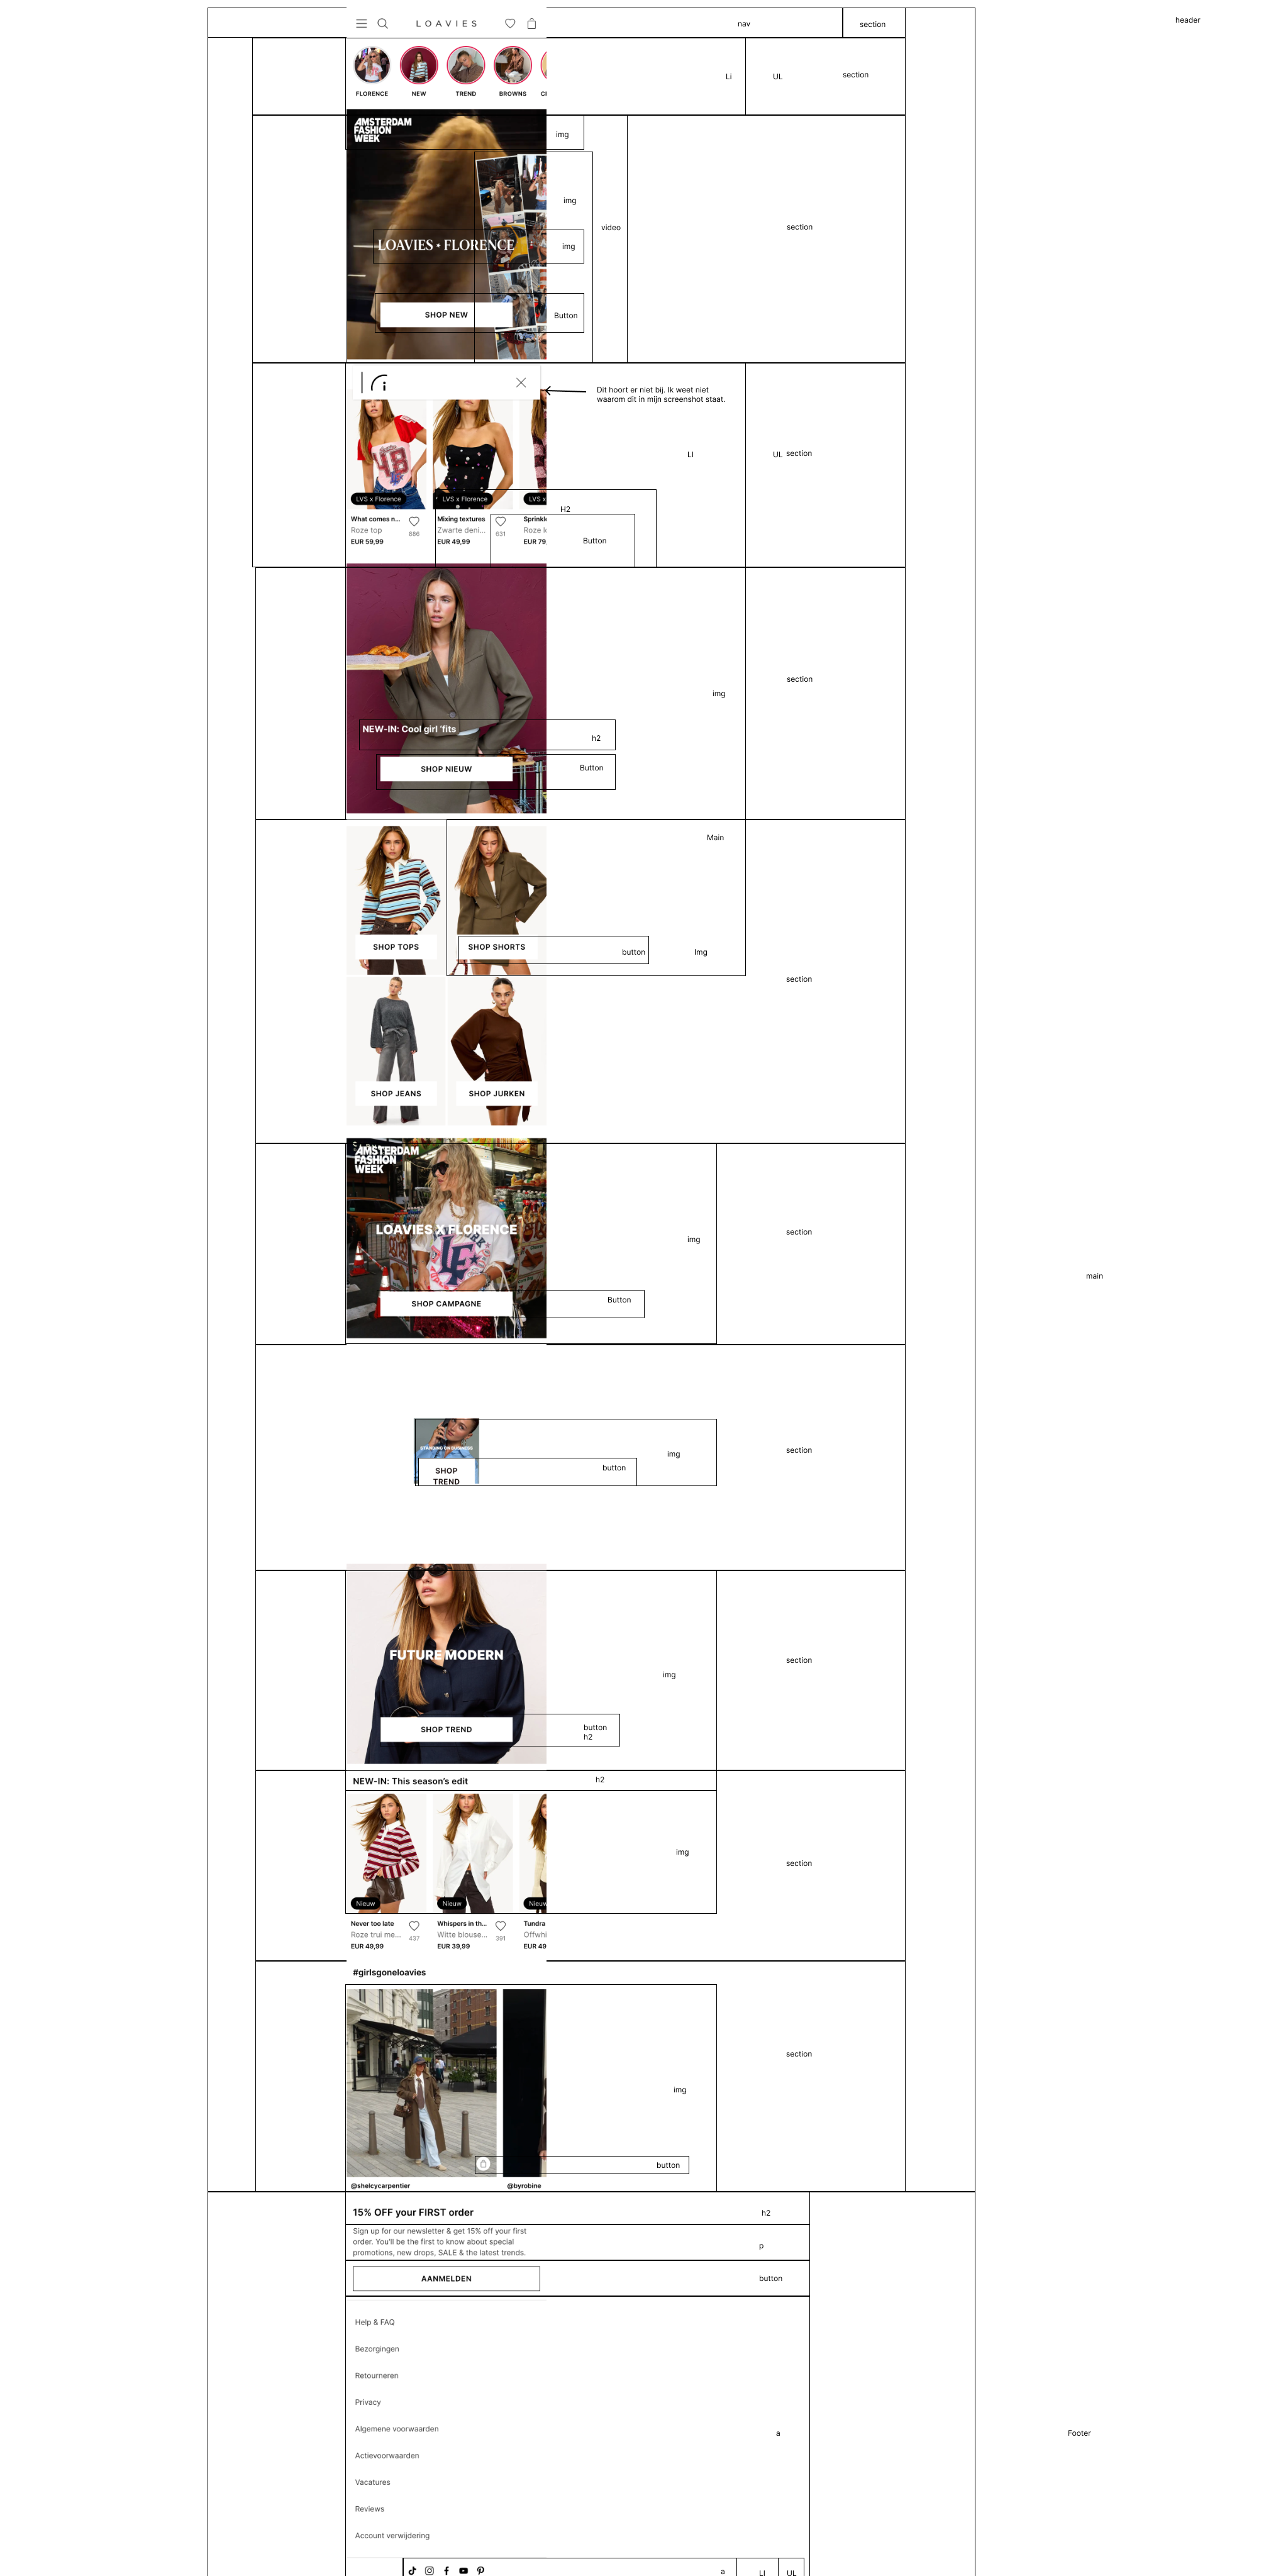 LOAVIES
nav
section
header
FLORENCE
NEW
TREND
BROWNS
Li
UL
section
AMSTERDAM
FASHION
WEEK
img
img
video
section
LOAVIES • FLORENCE
img
SHOP NEW
Button
Dit hoort er niet bij. Ik weet niet
waarom dit in mijn screenshot staat.
LI
UL
section
LVS x Florence
LVS x Florence
LVS x
H2
What comes n...
Roze top
EUR 59,99
886
Mixing textures
Zwarte deni...
EUR 49,99
631
Sprinkl
Roze l
EUR 79,
Button
section
img
NEW-IN: Cool girl 'fits
h2
SHOP NIEUW
Button
Main
SHOP TOPS
SHOP SHORTS
button
Img
section
SHOP JEANS
SHOP JURKEN
AMSTERDAM
FASHION
WEEK
LOAVIES X FLORENCE
img
section
main
SHOP CAMPAGNE
Button
STANDING ON BUSINESS
img
section
SHOP
TREND
button
FUTURE MODERN
section
img
SHOP TREND
button
h2
NEW-IN: This season's edit
h2
img
section
Nieuw
Nieuw
Nieuw
Never too late
Roze trui me...
EUR 49,99
437
Whispers in th...
Witte blouse...
EUR 39,99
391
Tundra
Offwhi
EUR 49
#girlsgoneloavies
section
img
button
@shelcycarpentier
@byrobine
15% OFF your FIRST order
h2
Sign up for our newsletter & get 15% off your first
order. You'll be the first to know about special
promotions, new drops, SALE & the latest trends.
p
AANMELDEN
button
Help & FAQ
Bezorgingen
Retourneren
Privacy
Algemene voorwaarden
a
Footer
Actievoorwaarden
Vacatures
Reviews
Account verwijdering
a
LI
UL